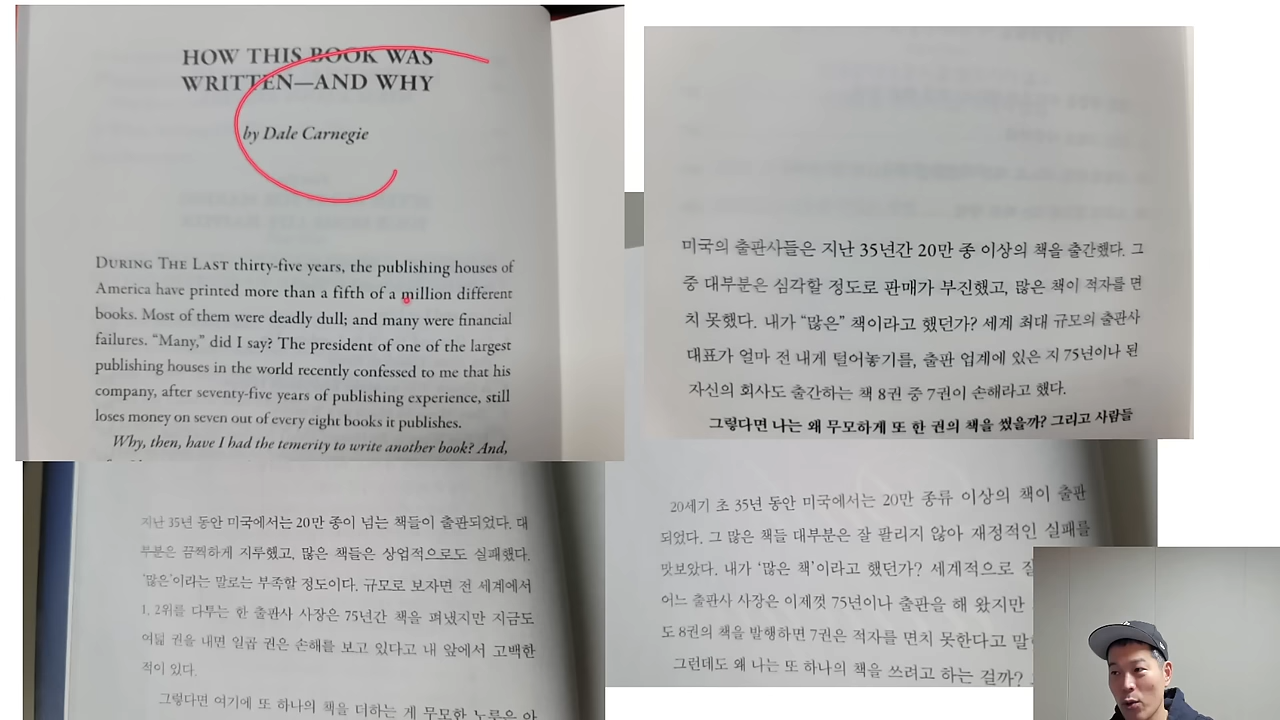 HOW THIS BOOK WAS
WRITTEN—AND WHY
by Dale Carnegie
DURING THE LAST thirty-five years, the publishing houses of
America have printed more than a fifth of a million different
books. Most of them were deadly dull; and many were financial
failures. “Many,” did I say? The president of one of the largest
publishing houses in the world recently confessed to me that his
company, after seventy-five years of publishing experience, still
loses money on seven out of every eight books it publishes.
Why, then, have I had the temerity to write another book? And,
미국의 출판사들은 지난 35년간 20만 종 이상의 책을 출간했다. 그
중 대부분은 심각할 정도로 판매가 부진했고, 많은 책이 적자를 면
치 못했다. 내가 “많은” 책이라고 했던가? 세계 최대 규모의 출판사
대표가 얼마 전 내게 털어놓기를, 출판 업계에 있은 지 75년이나 된
자신의 회사도 출간하는 책 8권 중 7권이 손해라고 했다.
그렇다면 나는 왜 무모하게 또 한 권의 책을 썼을까? 그리고 사람들
지난 35년 동안 미국에서는 20만 종이 넘는 책들이 출판되었다. 대
부분은 끔찍하게 지루했고, 많은 책들은 상업적으로도 실패했다.
‘많은’이라는 말로는 부족할 정도이다. 규모로 보자면 전 세계에서
1, 2위를 다투는 한 출판사 사장은 75년간 책을 펴냈지만 지금도
여덟 권을 내면 일곱 권은 손해를 보고 있다고 내 앞에서 고백한
적이 있다.
그렇다면 여기에 또 하나의 책을 더하는 게 무모한 노릇은 아
20세기 초 35년 동안 미국에서는 20만 종류 이상의 책이 출판
되었다. 그 많은 책들 대부분은 잘 팔리지 않아 재정적인 실패를
맛보았다. 내가 ‘많은 책’이라고 했던가? 세계적으로
어느 출판사 사장은 이제껏 75년이나 출판을 해 왔지만
도 8권의 책을 발행하면 7권은 적자를 면치 못한다고
그런데도 왜 나는 또 하나의 책을 쓰려고 하는 걸까?